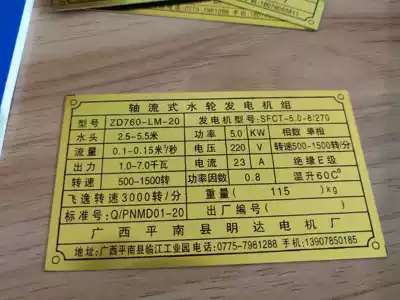 0775-7981288
轴流式水轮发电机组
型号 ZD760-LM-20 发电机型号:SFCT-5.0-8/270
水头 2.5-5.5米 功率 5.0 KW 相数 单相
流量 0.1-0.15米³/秒 电压 220 V 转速500-1500转/分
出力 1.0-7.0千瓦 电流 23 A 绝缘E级
转速 500-1500转 功率因数 0.8 温升60C°
飞逸转速3000转/分 重量( 115 )kg
标准号:Q/PNMD01-20 出厂编号( )
广西平南县明达电机厂
地址:广西平南县临江工业园 电话:0775-7981288 手机:13907850185